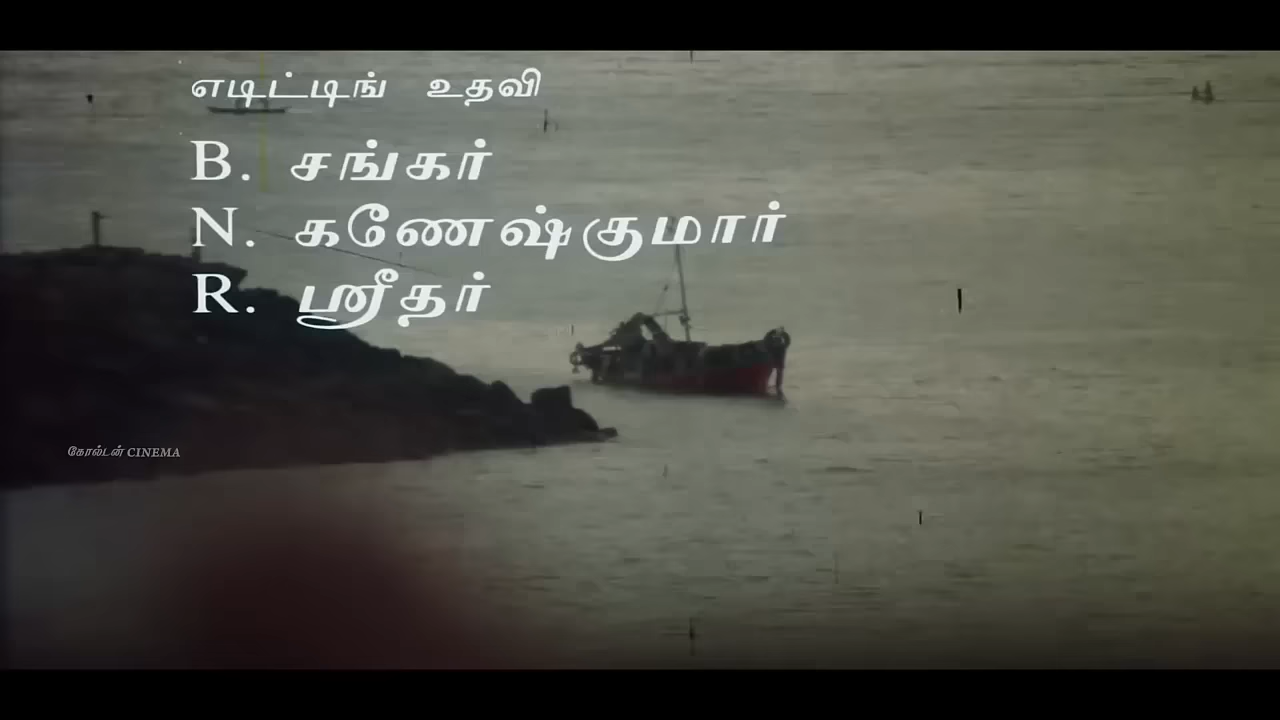 எடிட்டிங் உதவி
B. சங்கர்
N. கணேஷ்குமார்
R. ஸ்ரீதர்
கோல்டன் CINEMA